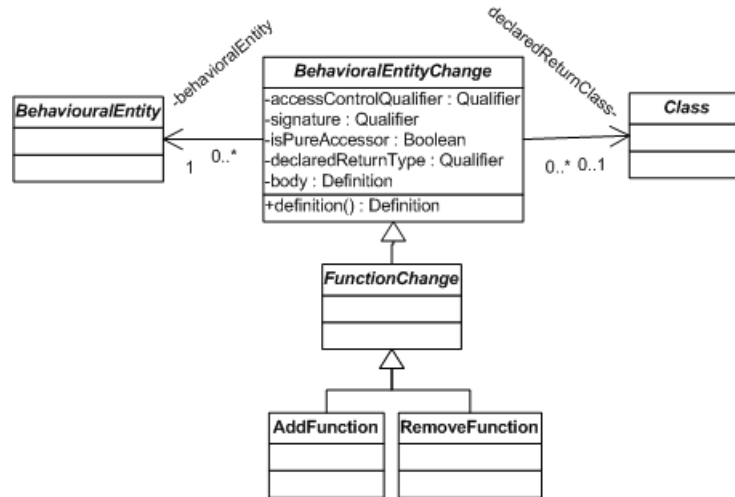 -behavioralEntity
declaredReturnClass-
BehavioralEntityChange
BehaviouralEntity
Class
-accessControlQualifier : Qualifier
-signature : Qualifier
-isPureAccessor : Boolean
-declaredReturnType : Qualifier
-body : Definition
+definition() : Definition
1
0..*
0..*
0..1
FunctionChange
AddFunction
RemoveFunction